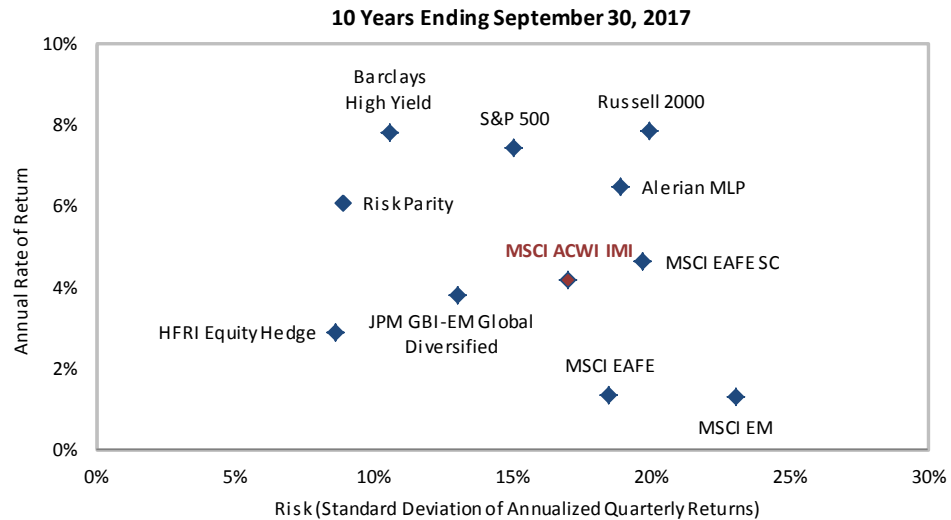 10 Years Ending September 30, 2017
10%
8%
6%
4%
2%
0%
Annual Rate of Return
Barclays
High Yield
S&P 500
Russell 2000
Alerian MLP
Risk Parity
MSCI ACWI IMI
MSCI EAFE SC
HFRI Equity Hedge
JPM GBI-EM Global
Diversified
MSCI EAFE
MSCI EM
0%
5%
10%
15%
20%
25%
30%
Risk (Standard Deviation of Annualized Quarterly Returns)